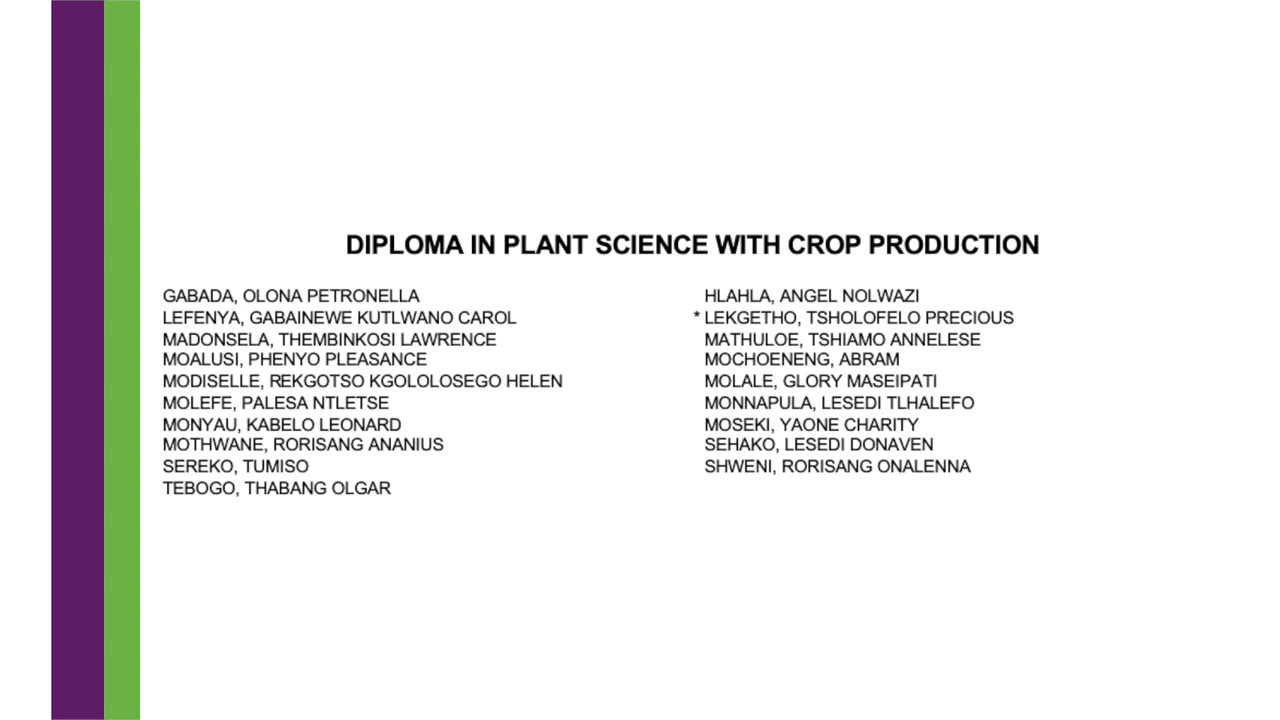 DIPLOMA IN PLANT SCIENCE WITH CROP PRODUCTION
GABADA, OLONA PETRONELLA
LEFENYA, GABAINEWE KUTLWANO CAROL
MADONSELA, THEMBINKOSI LAWRENCE
MOALUSI, PHENYO PLEASANCE
MODISELLE, REKGOTSO KGOLOLOSEGO HELEN
MOLEFE, PALESA NTLETSE
MONYAU, KABELO LEONARD
MOTHWANE, RORISANG ANANIUS
SEREKO, TUMISO
TEBOGO, THABANG OLGAR
HLAHLA, ANGEL NOLWAZI
* LEKGETHO, TSHOLOFELO PRECIOUS
MATHULOE, TSHIAMO ANNELESE
MOCHOENENG, ABRAM
MOLALE, GLORY MASEIPATI
MONNAPULA, LESEDI TLHALEFO
MOSEKI, YAONE CHARITY
SEHAKO, LESEDI DONAVEN
SHWENI, RORISANG ONALENNA